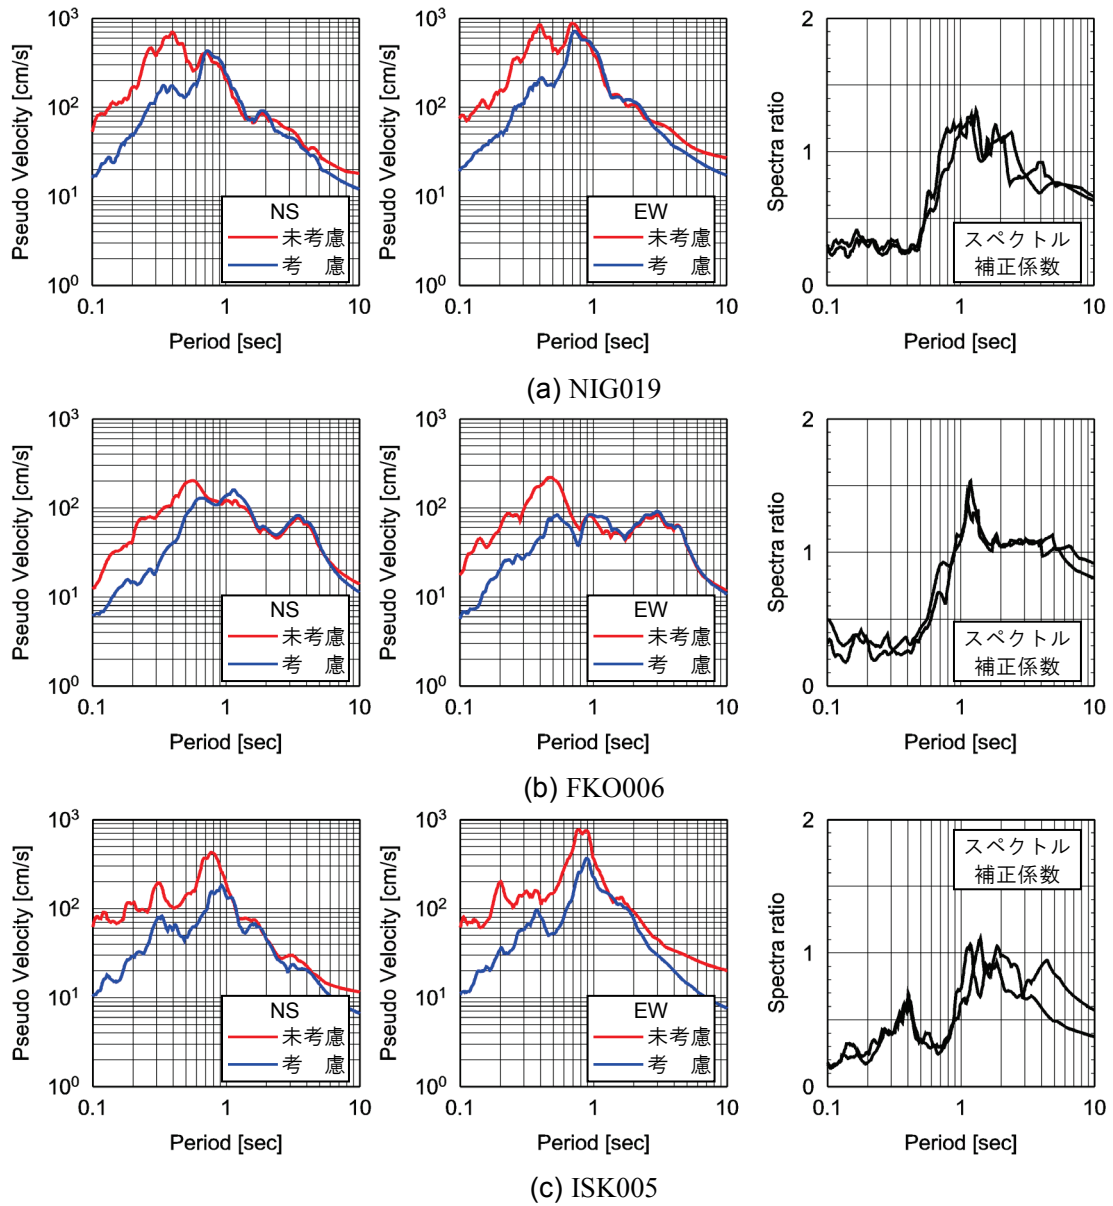 10³
10²
10¹
10⁰
Pseudo Velocity [cm/s]
NS
未考慮
考　慮
0.1 1 10
Period [sec]
10³
10²
10¹
10⁰
Pseudo Velocity [cm/s]
EW
未考慮
考　慮
0.1 1 10
Period [sec]
2
1
0
Spectra ratio
スペクトル
補正係数
0.1 1 10
Period [sec]
(a) NIG019
10³
10²
10¹
10⁰
Pseudo Velocity [cm/s]
NS
未考慮
考　慮
0.1 1 10
Period [sec]
10³
10²
10¹
10⁰
Pseudo Velocity [cm/s]
EW
未考慮
考　慮
0.1 1 10
Period [sec]
2
1
0
Spectra ratio
スペクトル
補正係数
0.1 1 10
Period [sec]
(b) FKO006
10³
10²
10¹
10⁰
Pseudo Velocity [cm/s]
NS
未考慮
考　慮
0.1 1 10
Period [sec]
10³
10²
10¹
10⁰
Pseudo Velocity [cm/s]
EW
未考慮
考　慮
0.1 1 10
Period [sec]
2
1
0
Spectra ratio
スペクトル
補正係数
0.1 1 10
Period [sec]
(c) ISK005